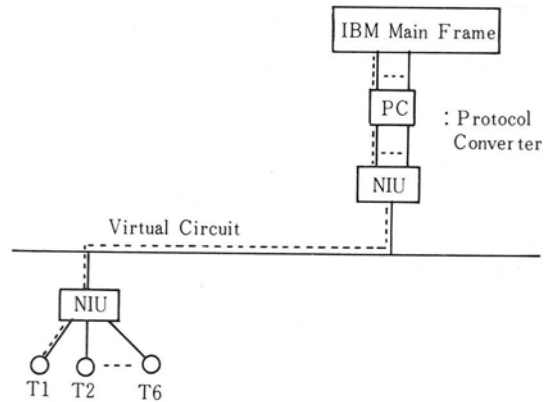 IBM Main Frame
PC
: Protocol
Converter
NIU
Virtual Circuit
NIU
T1 T2 T6